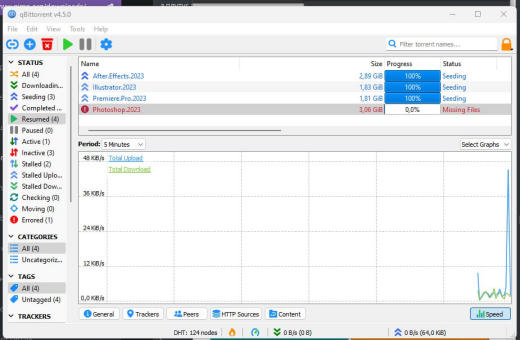 qBittorrent v4.5.0
File Edit View Tools Help
Filter torrent names...
STATUS
All (4)
Downloadin...
Seeding (3)
Completed ...
Resumed (4)
Paused (0)
Active (1)
Inactive (3)
Stalled (2)
Stalled Uplo...
Stalled Dow...
Checking (0)
Moving (0)
Errored (1)
CATEGORIES
All (4)
Uncategoriz...
TAGS
All (4)
Untagged (4)
TRACKERS
Name Size Progress Status
After.Effects.2023 2,89 GiB 100% Seeding
Illustrator.2023 1,83 GiB 100% Seeding
Premiere.Pro.2023 1,81 GiB 100% Seeding
Photoshop.2023 3,06 GiB 0,0% Missing Files
Period: 5 Minutes Select Graphs
48 KiB/s
Total Upload
Total Download
36 KiB/s
24 KiB/s
12 KiB/s
0,0 KiB/s
General Trackers Peers HTTP Sources Content Speed
DHT: 124 nodes 0 B/s (0 B) 0 B/s (64,0 KiB)